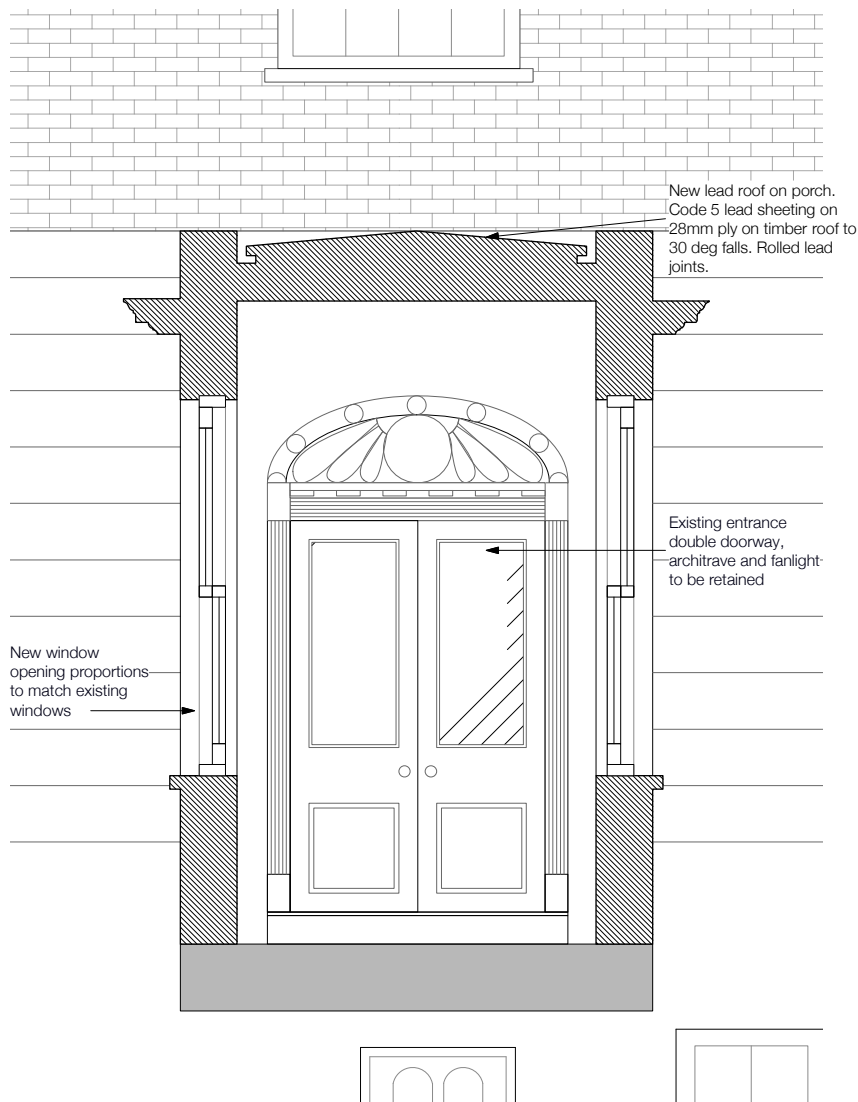 New lead roof on porch.
Code 5 lead sheeting on
28mm ply on timber roof to
30 deg falls. Rolled lead
joints.
Existing entrance
double doorway,
architrave and fanlight
to be retained
New window
opening proportions
to match existing
windows